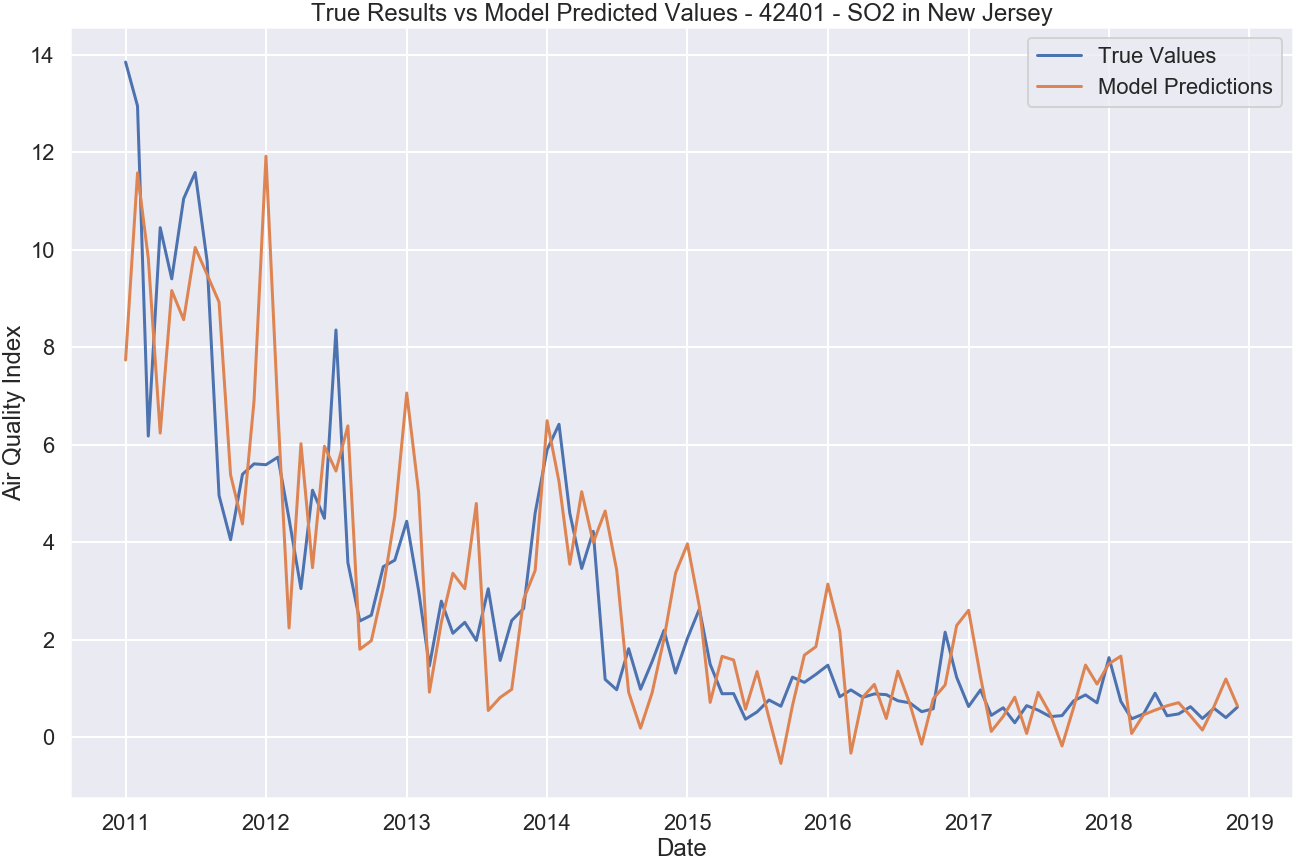 True Results vs Model Predicted Values - 42401 - SO2 in New Jersey
True Values
Model Predictions
Air Quality Index
14
12
10
8
6
4
2
0
2011 2012 2013 2014 2015 2016 2017 2018 2019
Date